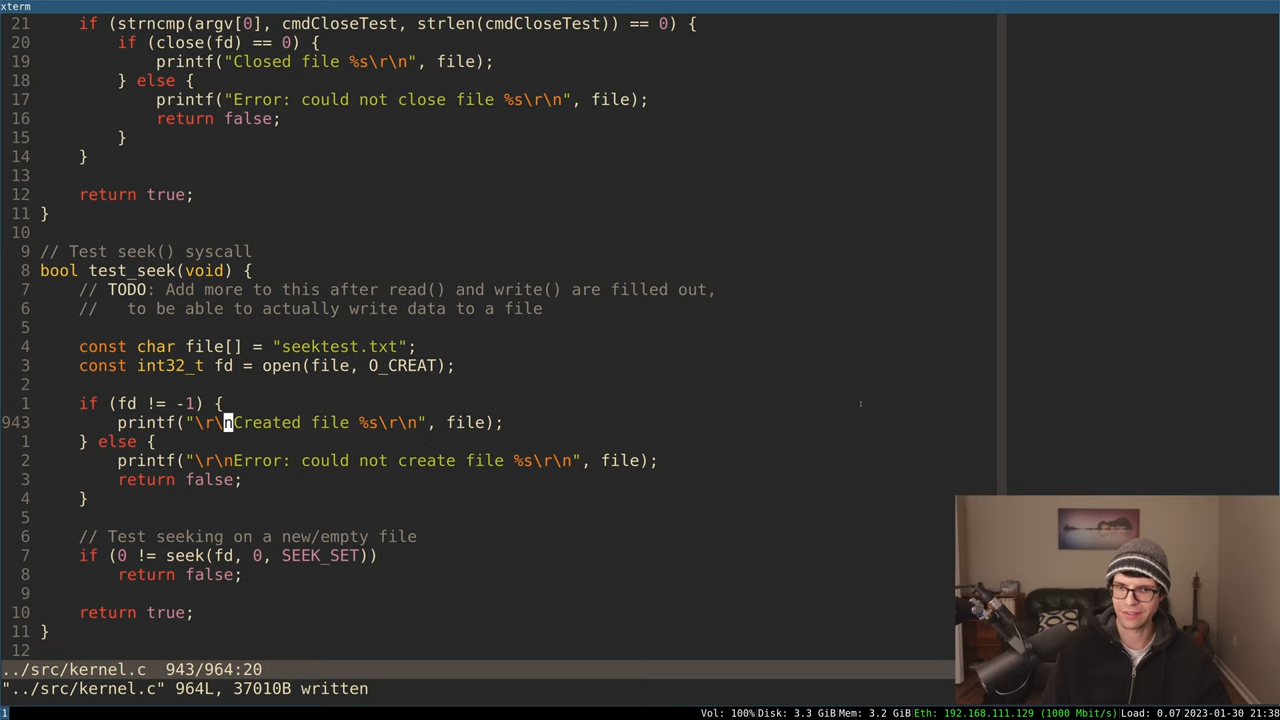 xterm
21     if (strncmp(argv[0], cmdCloseTest, strlen(cmdCloseTest)) == 0) {
20         if (close(fd) == 0) {
19             printf("Closed file %s\r\n", file);
18         } else {
17             printf("Error: could not close file %s\r\n", file);
16             return false;
15         }
14     }
13
12     return true;
11 }
10
9 // Test seek() syscall
8 bool test_seek(void) {
7     // TODO: Add more to this after read() and write() are filled out,
6     //   to be able to actually write data to a file
5
4     const char file[] = "seektest.txt";
3     const int32_t fd = open(file, O_CREAT);
2
1     if (fd != -1) {
943         printf("\r\nCreated file %s\r\n", file);
1     } else {
2         printf("\r\nError: could not create file %s\r\n", file);
3         return false;
4     }
5
6     // Test seeking on a new/empty file
7     if (0 != seek(fd, 0, SEEK_SET))
8         return false;
9
10     return true;
11 }
12
../src/kernel.c  943/964:20
"../src/kernel.c" 964L, 37010B written
1 Vol: 100% Disk: 3.3 GiB Mem: 3.2 GiB Eth: 192.168.111.129 (1000 Mbit/s) Load: 0.07 2023-01-30 21:38